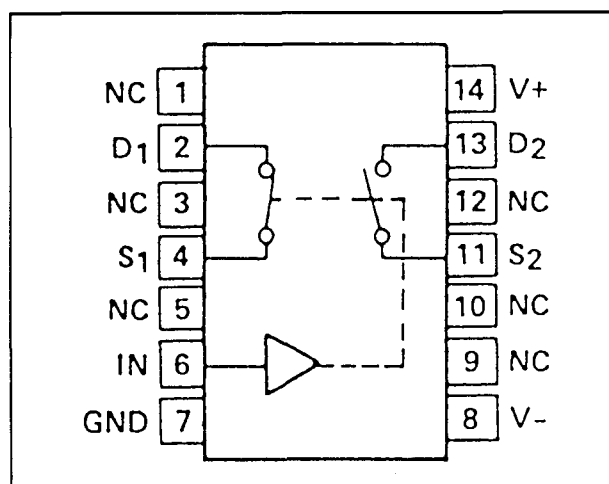 NC 1
D1 2
NC 3
S1 4
NC 5
IN 6
GND 7
14 V+
13 D2
12 NC
11 S2
10 NC
9 NC
8 V-